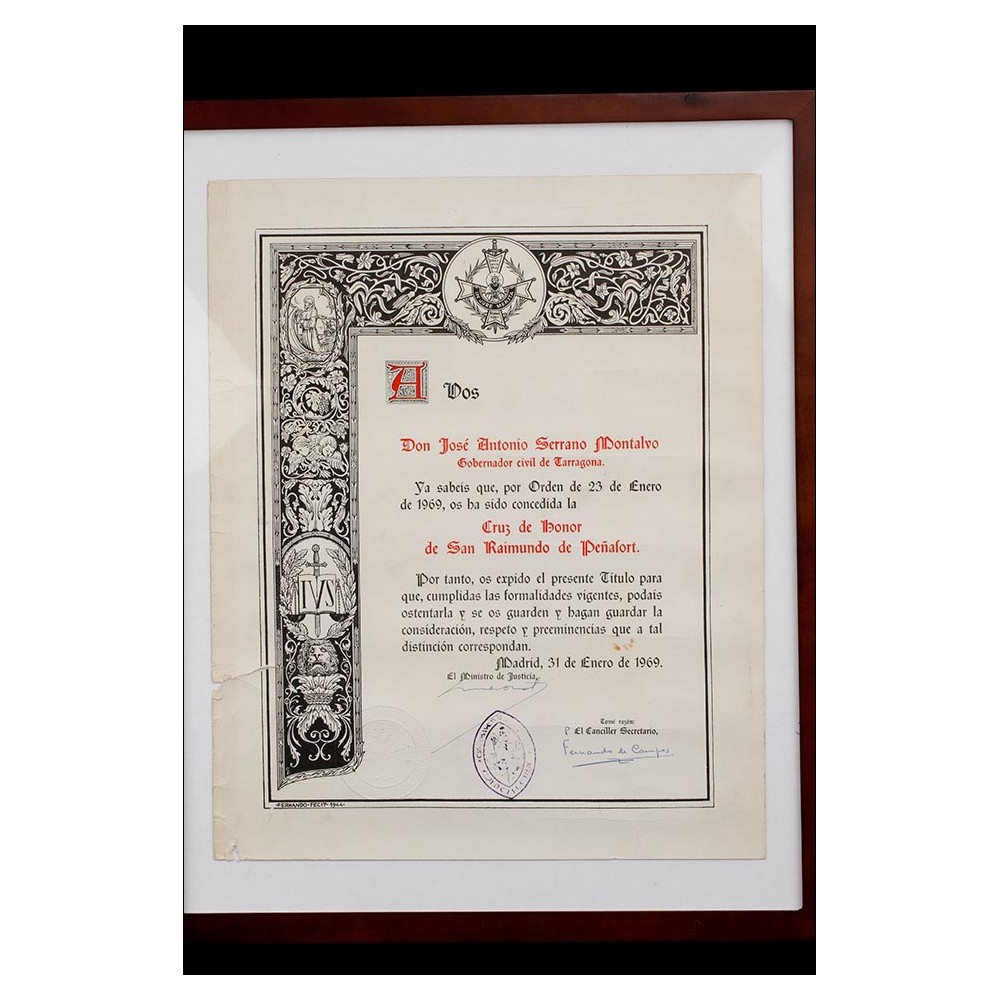 A Vos
Don José Antonio Serrano Montalvo
Gobernador civil de Tarragona.
Ya sabeis que, por Orden de 23 de Enero
de 1969, os ha sido concedida la
Cruz de Honor
de San Raimundo de Peñafort.
Por tanto, os expido el presente Título para
que, cumplidas las formalidades vigentes, podais
ostentarla y se os guarden y hagan guardar la
consideración, respeto y preeminencias que a tal
distinción correspondan.
Madrid, 31 de Enero de 1969.
El Ministro de Justicia,
Tomé razón:
P. El Canciller Secretario,
Fernando de Campos
IVS
FERNANDO·FECIT·1944·